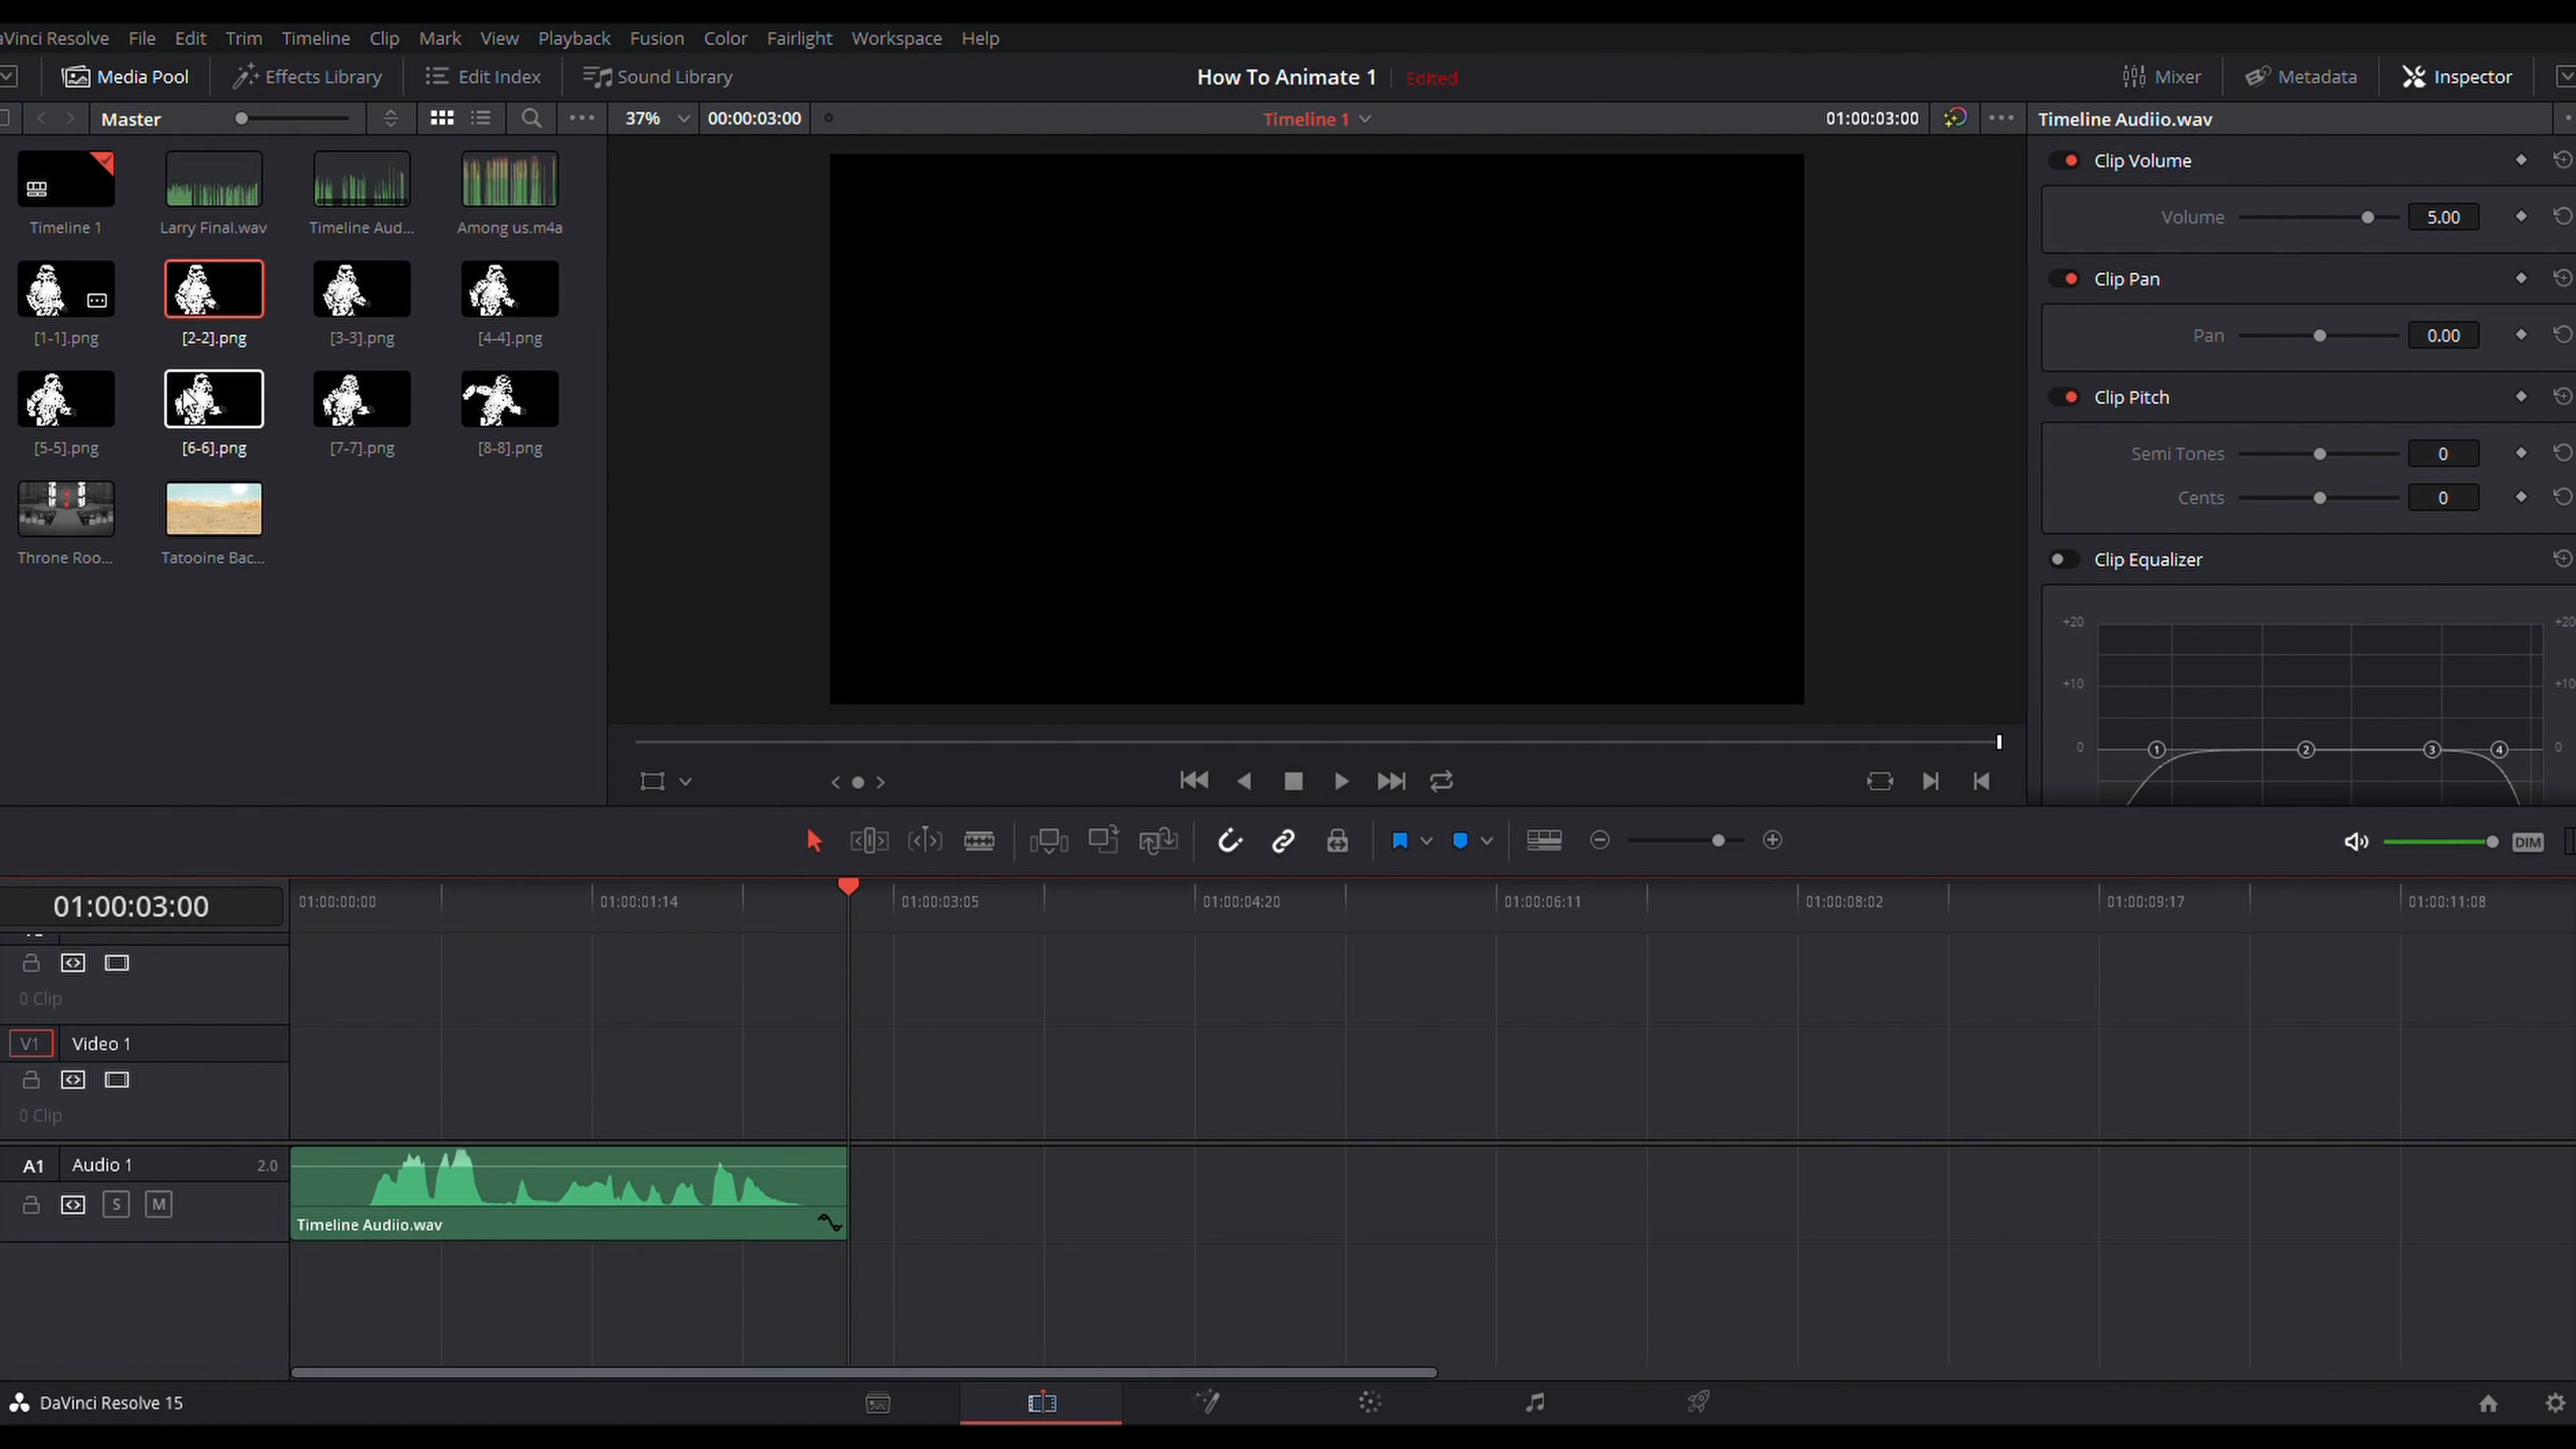 aVinci Resolve File Edit Trim Timeline Clip Mark View Playback Fusion Color Fairlight Workspace Help
Media Pool Effects Library Edit Index Sound Library How To Animate 1 Edited Mixer Metadata Inspector
Master 37% 00:00:03:00 Timeline 1 01:00:03:00 Timeline Audiio.wav
Timeline 1 Larry Final.wav Timeline Aud... Among us.m4a
[1-1].png [2-2].png [3-3].png [4-4].png
[5-5].png [6-6].png [7-7].png [8-8].png
Throne Roo... Tatooine Bac...
Clip Volume
Volume 5.00
Clip Pan
Pan 0.00
Clip Pitch
Semi Tones 0
Cents 0
Clip Equalizer
+20 +20
+10 +10
0 1 2 3 4 0
DIM
01:00:03:00 01:00:00:00 01:00:01:14 01:00:03:05 01:00:04:20 01:00:06:11 01:00:08:02 01:00:09:17 01:00:11:08
0 Clip
V1 Video 1
0 Clip
A1 Audio 1 2.0
S M
Timeline Audiio.wav
DaVinci Resolve 15